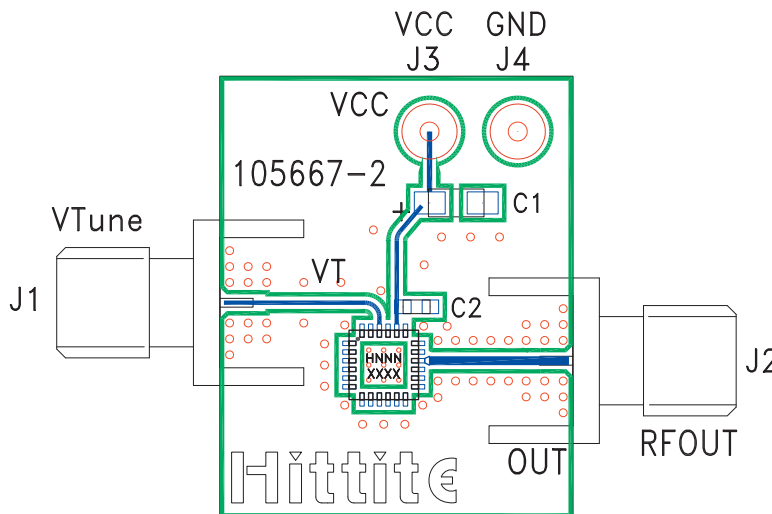 VCC GND
J3 J4
VCC
105667-2
C1
VTune
J1
VT
C2
HNNN
XXXX
J2
RFOUT
OUT
Hittite